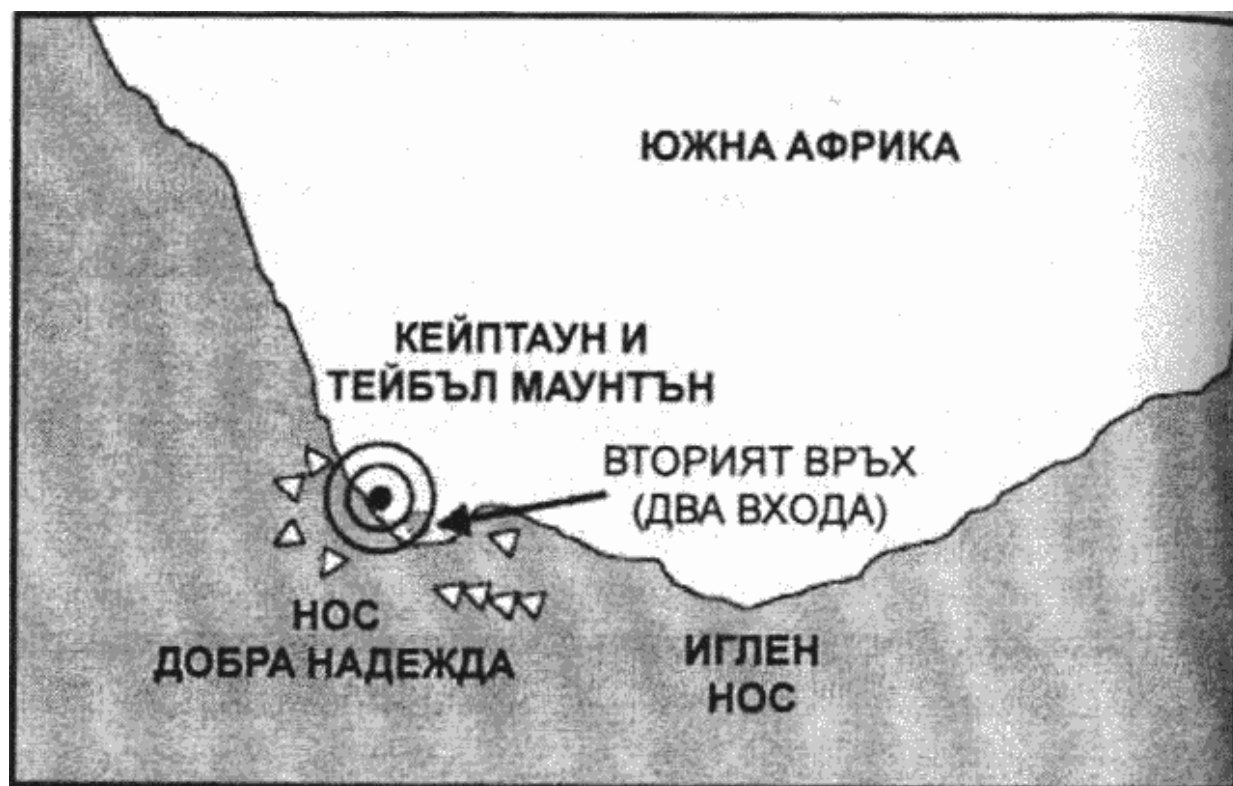 ЮЖНА АФРИКА
КЕЙПТАУН И
ТЕЙБЪЛ МАУНТЪН
ВТОРИЯТ ВРЪХ
(ДВА ВХОДА)
НОС
ДОБРА НАДЕЖДА
ИГЛЕН
НОС